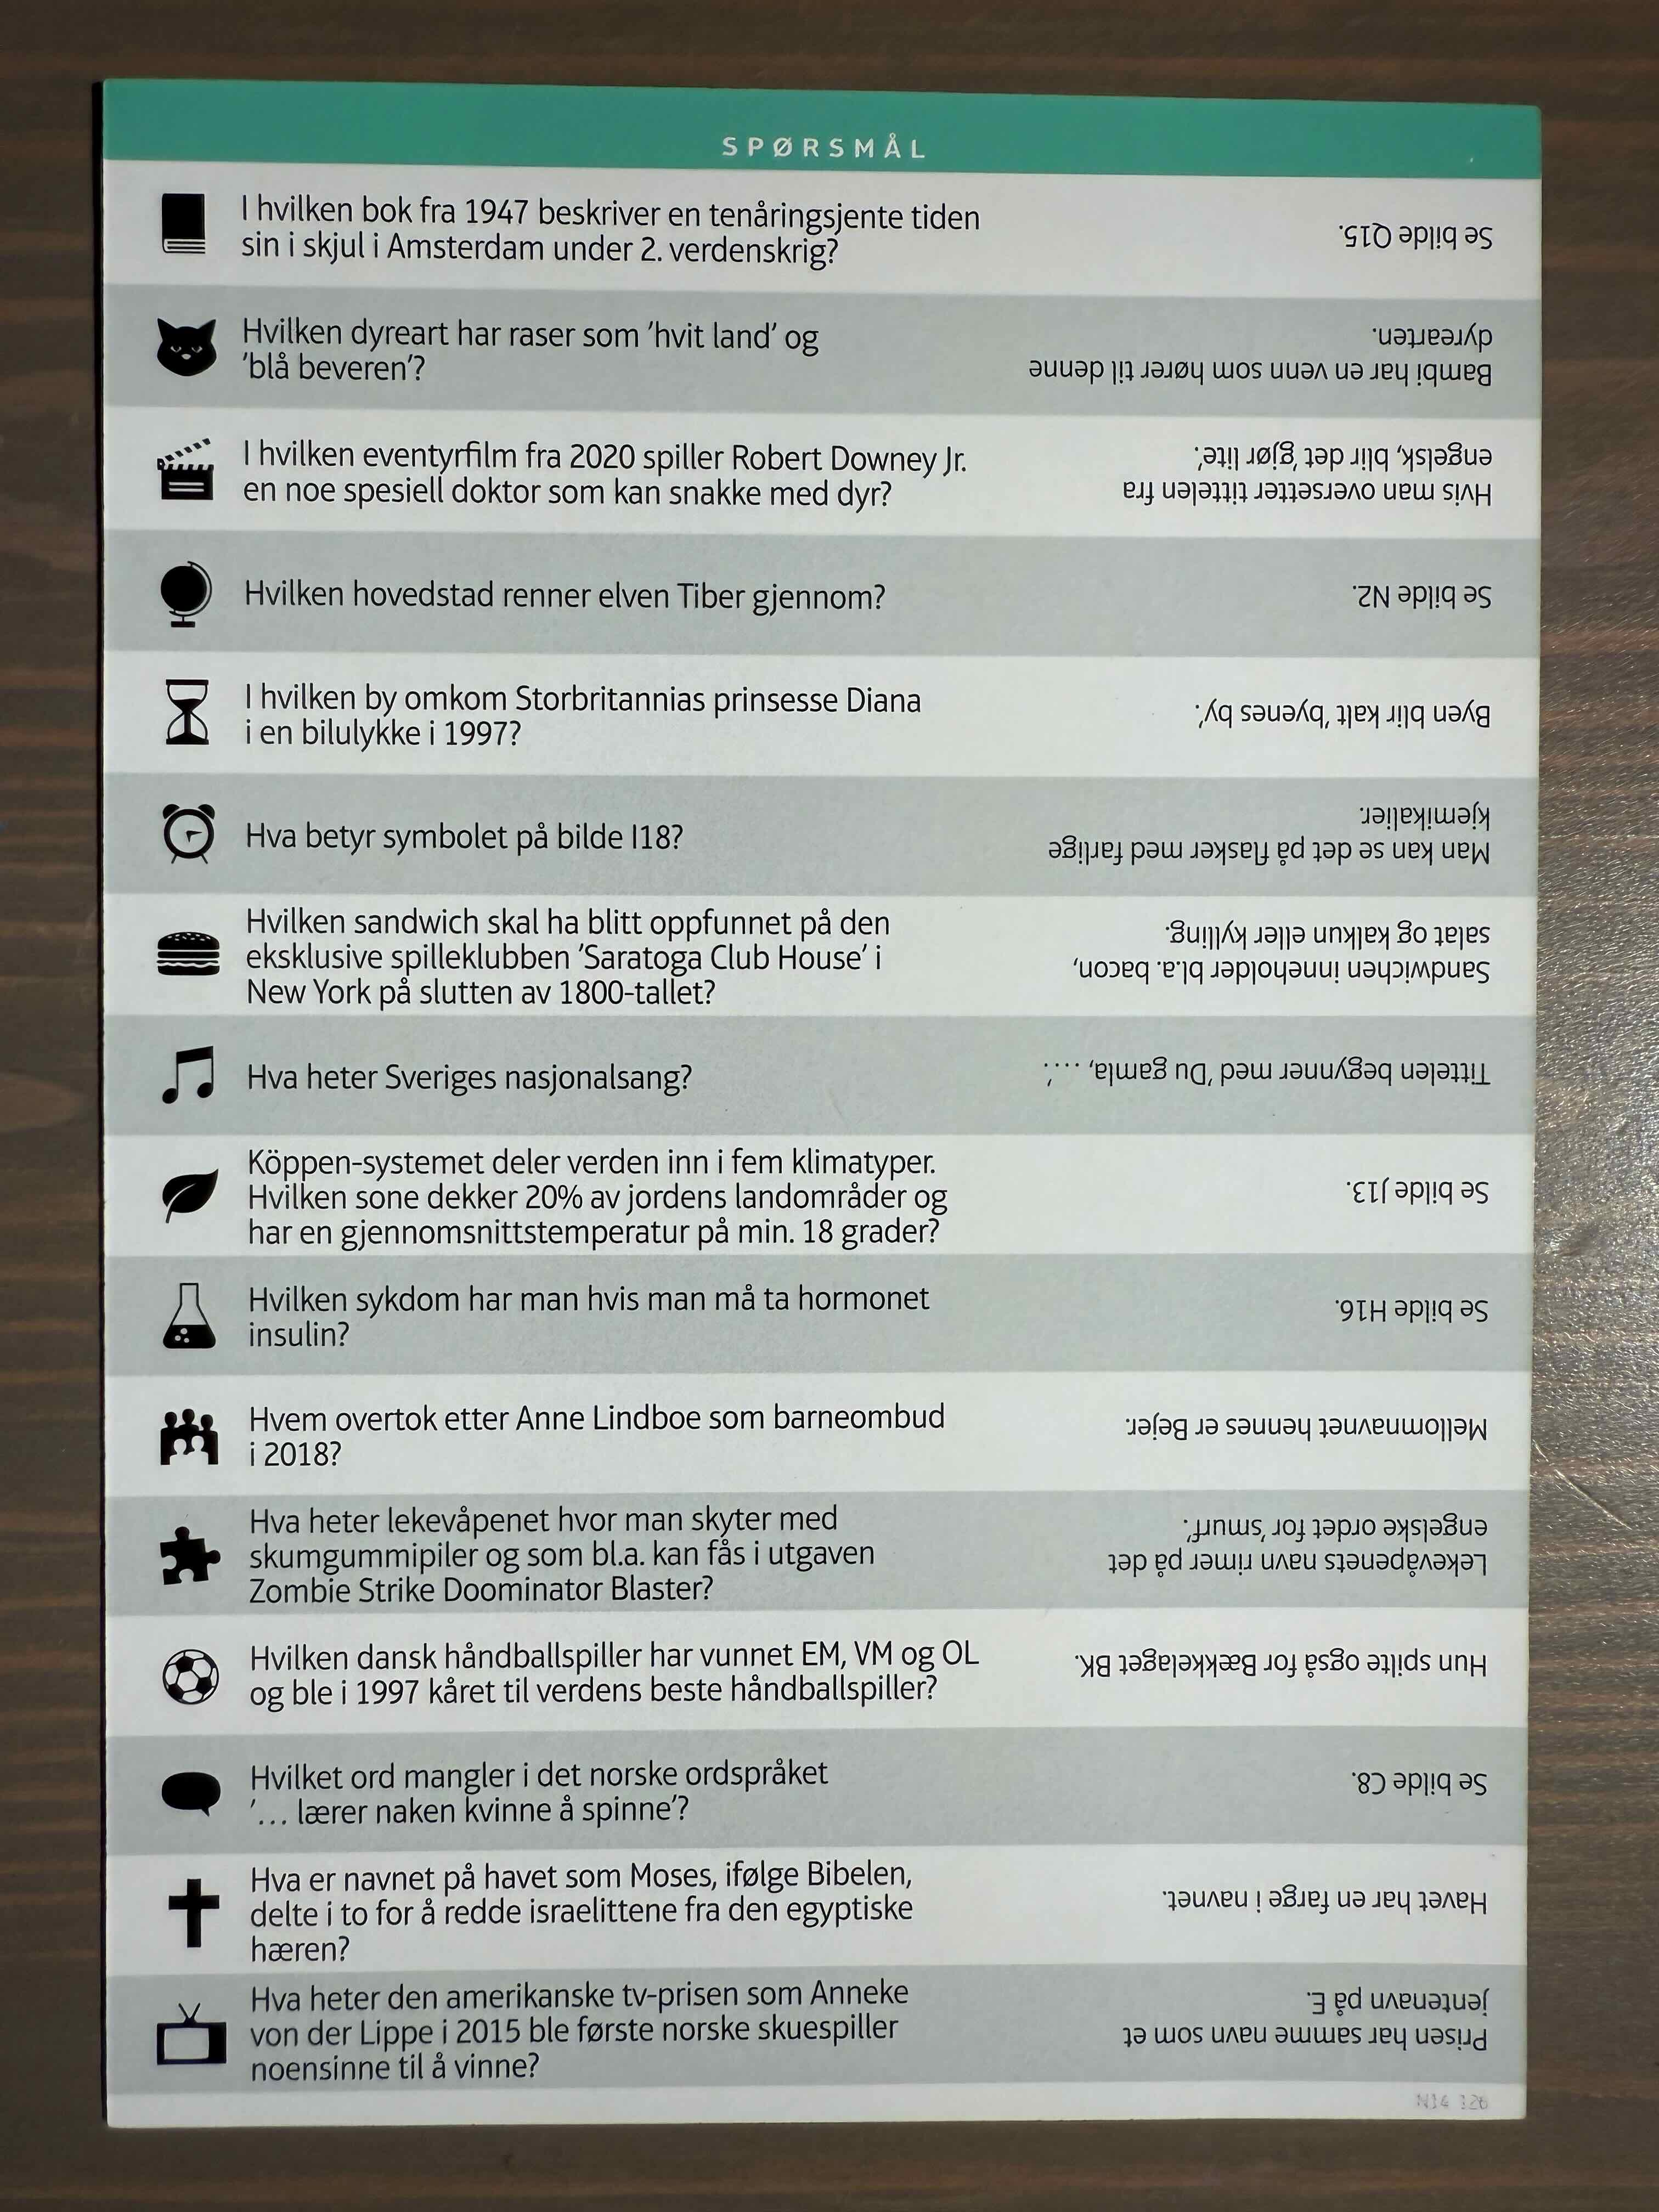 SPØRSMÅL
I hvilken bok fra 1947 beskriver en tenåringsjente tiden
sin i skjul i Amsterdam under 2. verdenskrig?
Se bilde Q15.
Hvilken dyreart har raser som 'hvit land' og
'blå beveren'?
Bambi har en venn som hører til denne
dyrearten.
I hvilken eventyrfilm fra 2020 spiller Robert Downey Jr.
en noe spesiell doktor som kan snakke med dyr?
Hvis man oversetter tittelen fra
engelsk, blir det 'gjør lite'.
Hvilken hovedstad renner elven Tiber gjennom?
Se bilde N2.
I hvilken by omkom Storbritannias prinsesse Diana
i en bilulykke i 1997?
Byen blir kalt 'byenes by'.
Hva betyr symbolet på bilde I18?
Man kan se det på flasker med farlige
kjemikalier.
Hvilken sandwich skal ha blitt oppfunnet på den
eksklusive spilleklubben 'Saratoga Club House' i
New York på slutten av 1800-tallet?
Sandwichen inneholder bl.a. bacon,
salat og kalkun eller kylling.
Hva heter Sveriges nasjonalsang?
Tittelen begynner med 'Du gamla, ....'.
Köppen-systemet deler verden inn i fem klimatyper.
Hvilken sone dekker 20% av jordens landområder og
har en gjennomsnittstemperatur på min. 18 grader?
Se bilde J13.
Hvilken sykdom har man hvis man må ta hormonet
insulin?
Se bilde H16.
Hvem overtok etter Anne Lindboe som barneombud
i 2018?
Mellomnavnet hennes er Bejer.
Hva heter lekevåpenet hvor man skyter med
skumgummipiler og som bl.a. kan fås i utgaven
Zombie Strike Doominator Blaster?
Lekevåpenets navn rimer på det
engelske ordet for 'smurf'.
Hvilken dansk håndballspiller har vunnet EM, VM og OL
og ble i 1997 kåret til verdens beste håndballspiller?
Hun spilte også for Bækkelaget BK.
Hvilket ord mangler i det norske ordspråket
'... lærer naken kvinne å spinne'?
Se bilde C8.
Hva er navnet på havet som Moses, ifølge Bibelen,
delte i to for å redde israelittene fra den egyptiske
hæren?
Havet har en farge i navnet.
Hva heter den amerikanske tv-prisen som Anneke
von der Lippe i 2015 ble første norske skuespiller
noensinne til å vinne?
Prisen har samme navn som et
jentenavn på E.
N14 126